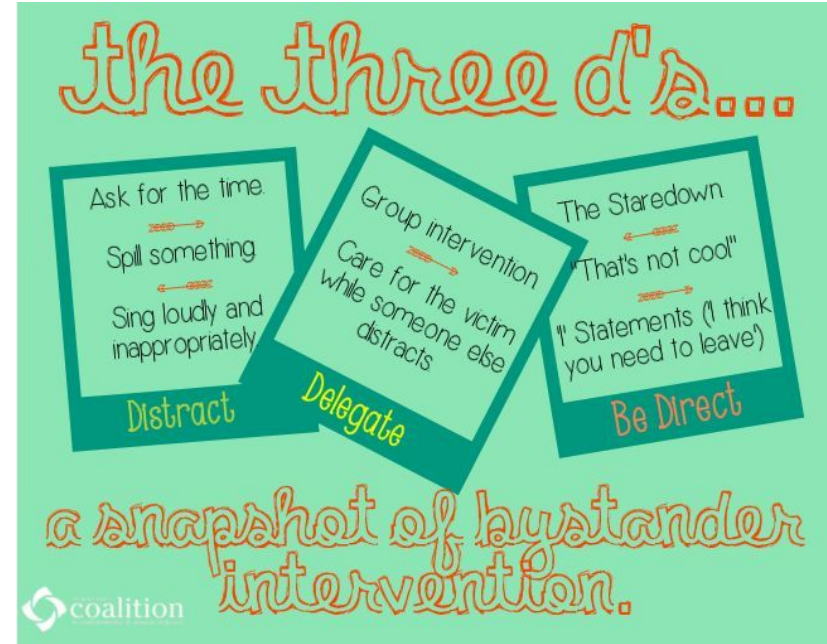 the three d's...
Ask for the time.
Spill something.
Sing loudly and
inappropriately.
Distract
Group intervention
Care for the victim
while someone else
distracts.
Delegate
The Staredown
"That's not cool"
'I' Statements ('I think
you need to leave')
Be Direct
a snapshot of bystander
intervention.
coalition